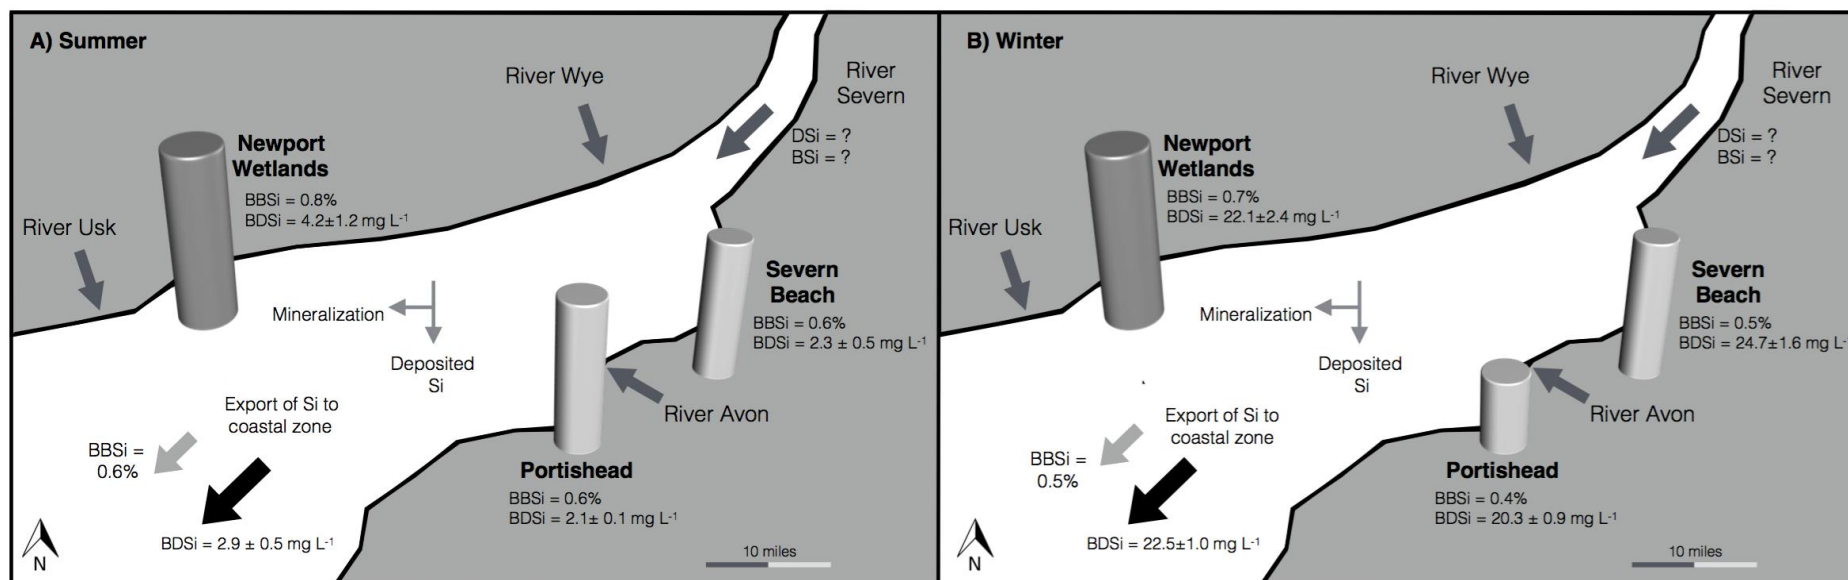 A) Summer
River Wye
River
Severn
DSi = ?
BSi = ?
Newport
Wetlands
BBSi = 0.8%
BDSi = 4.2±1.2 mg L-1
River Usk
Severn
Beach
BBSi = 0.6%
BDSi = 2.3 ± 0.5 mg L-1
Mineralization
Deposited
Si
River Avon
Export of Si to
coastal zone
BBSi =
0.6%
BDSi = 2.9 ± 0.5 mg L-1
Portishead
BBSi = 0.6%
BDSi = 2.1± 0.1 mg L-1
N
10 miles
B) Winter
River Wye
River
Severn
DSi = ?
BSi = ?
Newport
Wetlands
BBSi = 0.7%
BDSi = 22.1±2.4 mg L-1
River Usk
Severn
Beach
BBSi = 0.5%
BDSi = 24.7±1.6 mg L-
Mineralization
Deposited
Si
River Avon
Export of Si to
coastal zone
BBSi =
0.5%
BDSi = 22.5±1.0 mg L-1
Portishead
BBSi = 0.4%
BDSi = 20.3 ± 0.9 mg L-1
N
10 miles